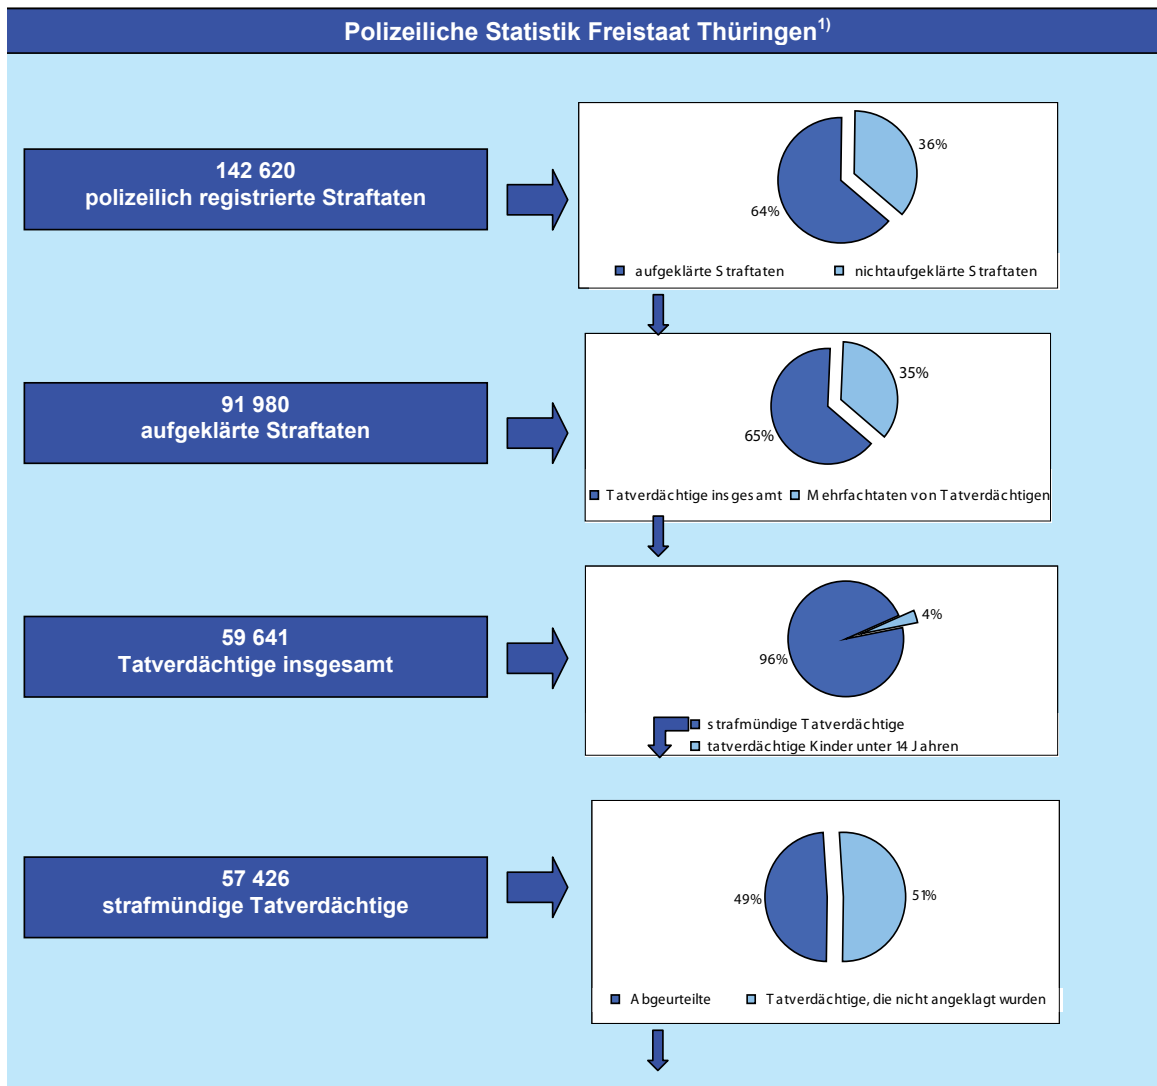 Polizeiliche Statistik Freistaat Thüringen1)
142 620
polizeilich registrierte Straftaten
36%
64%
aufgeklärte Straftaten
nichtaufgeklärte Straftaten
91 980
aufgeklärte Straftaten
35%
65%
Tatverdächtige insgesamt
Mehrfachtaten von Tatverdächtigen
59 641
Tatverdächtige insgesamt
4%
96%
strafmündige Tatverdächtige
tatverdächtige Kinder unter 14 Jahren
57 426
strafmündige Tatverdächtige
49%
51%
Abgeurteilte
Tatverdächtige, die nicht angeklagt wurden